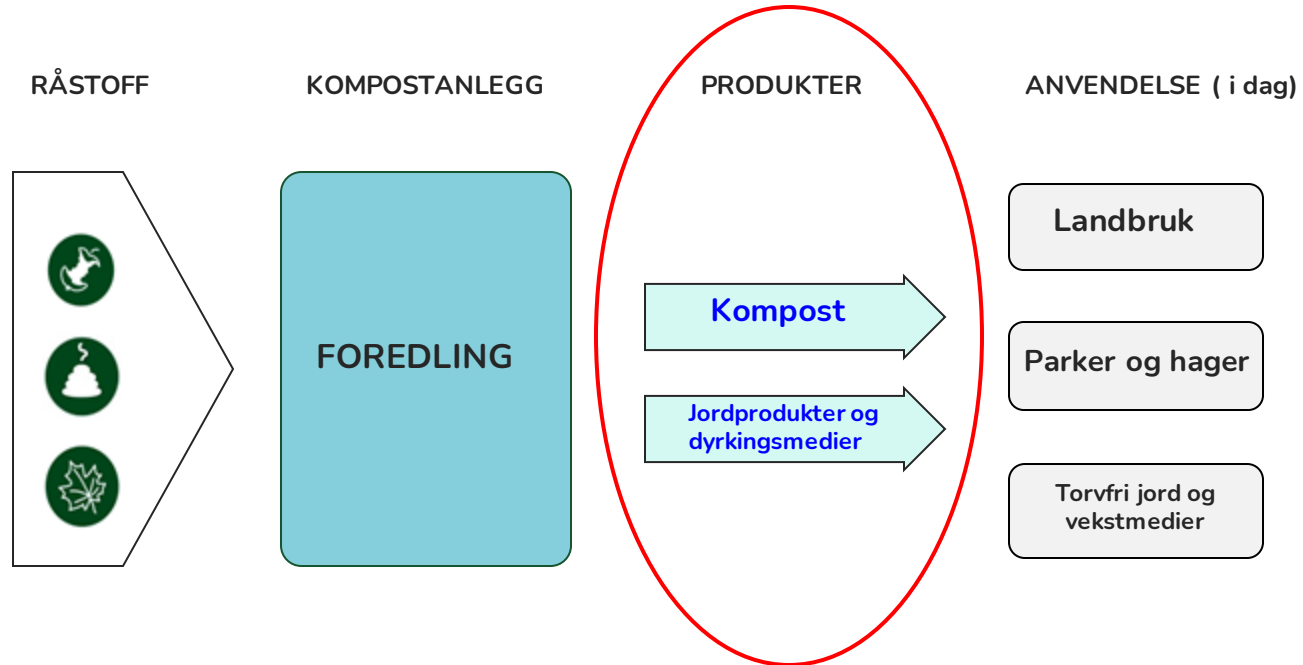 RÅSTOFF
KOMPOSTANLEGG
PRODUKTER
ANVENDELSE ( i dag)
FOREDLING
Kompost
Jordprodukter og
dyrkingsmedier
Landbruk
Parker og hager
Torvfri jord og
vekstmedier